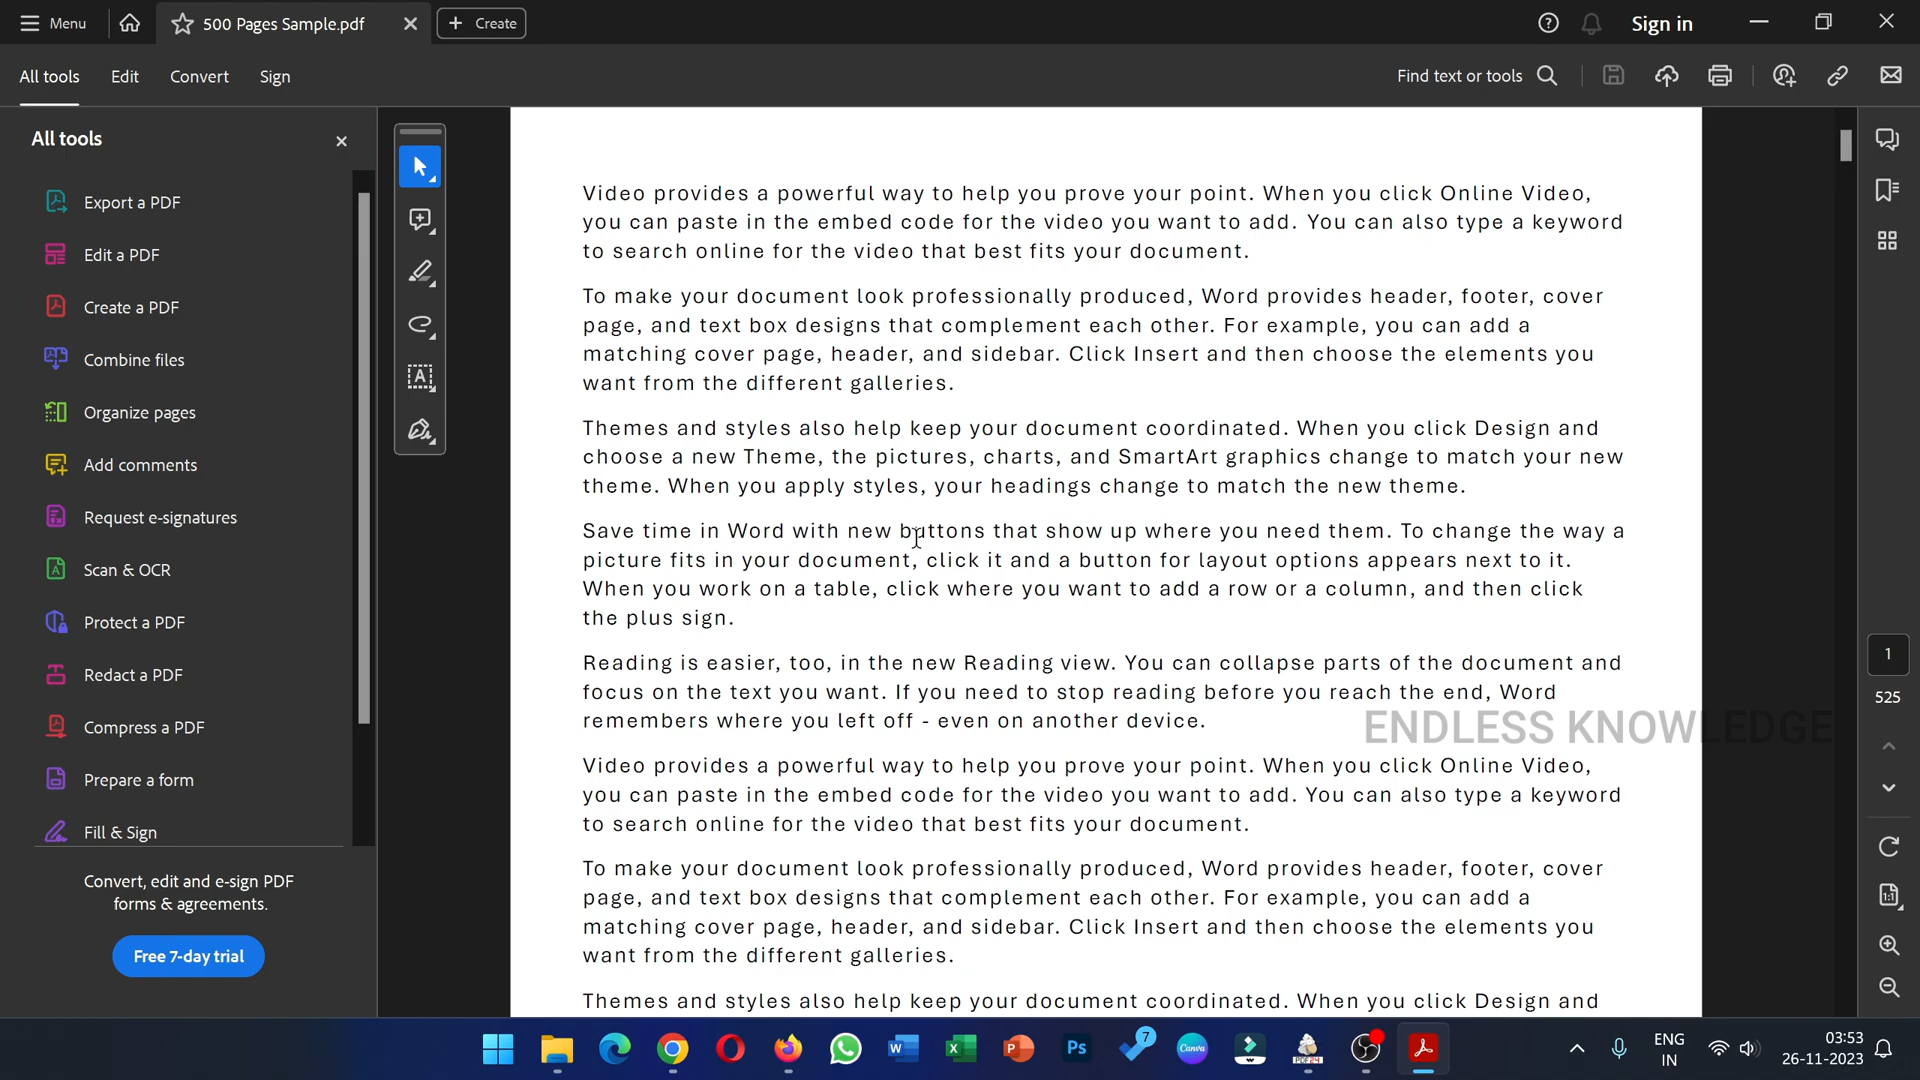 Menu
500 Pages Sample.pdf
Create
Sign in
All tools
Edit
Convert
Sign
Find text or tools
All tools
Export a PDF
Edit a PDF
Create a PDF
Combine files
Organize pages
Add comments
Request e-signatures
Scan & OCR
Protect a PDF
Redact a PDF
Compress a PDF
Prepare a form
Fill & Sign
Convert, edit and e-sign PDF
forms & agreements.
Free 7-day trial
Video provides a powerful way to help you prove your point. When you click Online Video,
you can paste in the embed code for the video you want to add. You can also type a keyword
to search online for the video that best fits your document.
To make your document look professionally produced, Word provides header, footer, cover
page, and text box designs that complement each other. For example, you can add a
matching cover page, header, and sidebar. Click Insert and then choose the elements you
want from the different galleries.
Themes and styles also help keep your document coordinated. When you click Design and
choose a new Theme, the pictures, charts, and SmartArt graphics change to match your new
theme. When you apply styles, your headings change to match the new theme.
Save time in Word with new buttons that show up where you need them. To change the way a
picture fits in your document, click it and a button for layout options appears next to it.
When you work on a table, click where you want to add a row or a column, and then click
the plus sign.
Reading is easier, too, in the new Reading view. You can collapse parts of the document and
focus on the text you want. If you need to stop reading before you reach the end, Word
remembers where you left off - even on another device.
Video provides a powerful way to help you prove your point. When you click Online Video,
you can paste in the embed code for the video you want to add. You can also type a keyword
to search online for the video that best fits your document.
To make your document look professionally produced, Word provides header, footer, cover
page, and text box designs that complement each other. For example, you can add a
matching cover page, header, and sidebar. Click Insert and then choose the elements you
want from the different galleries.
Themes and styles also help keep your document coordinated. When you click Design and
ENDLESS KNOWLEDGE
1
525
1:1
W
X
P
Ps
7
Canva
PDF24
ENG
IN
03:53
26-11-2023